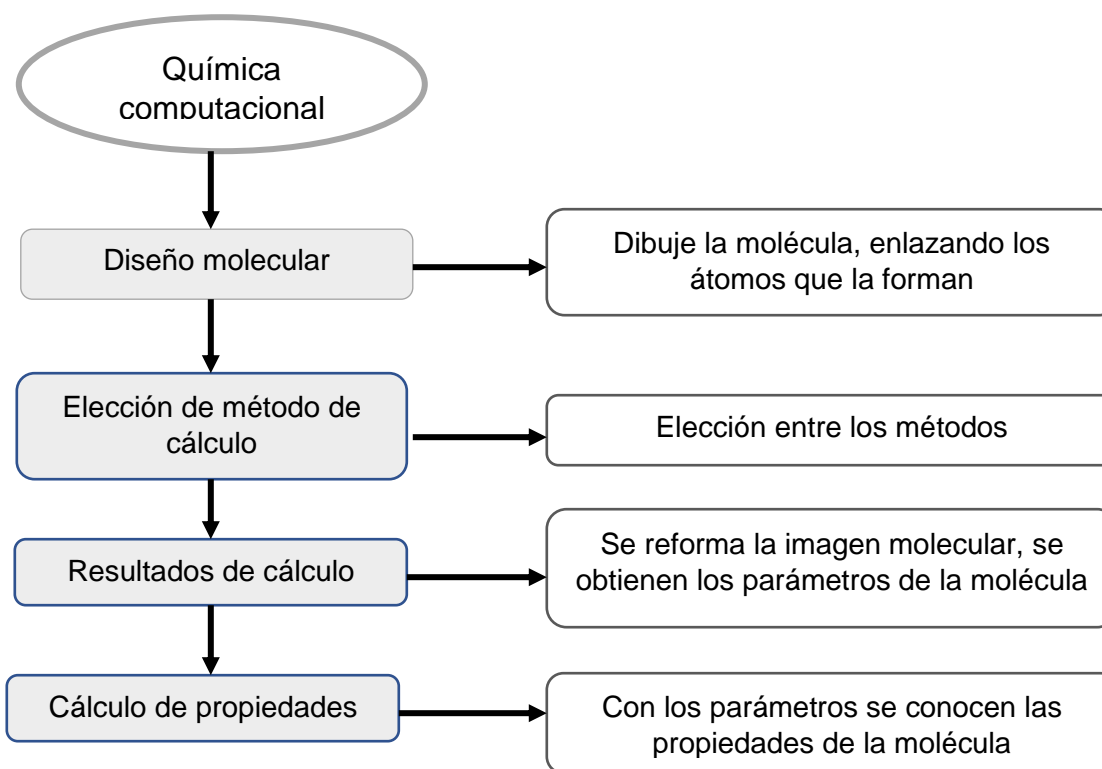 Química
computacional
Diseño molecular
Dibuje la molécula, enlazando los
átomos que la forman
Elección de método de
cálculo
Elección entre los métodos
Resultados de cálculo
Se reforma la imagen molecular, se
obtienen los parámetros de la molécula
Cálculo de propiedades
Con los parámetros se conocen las
propiedades de la molécula